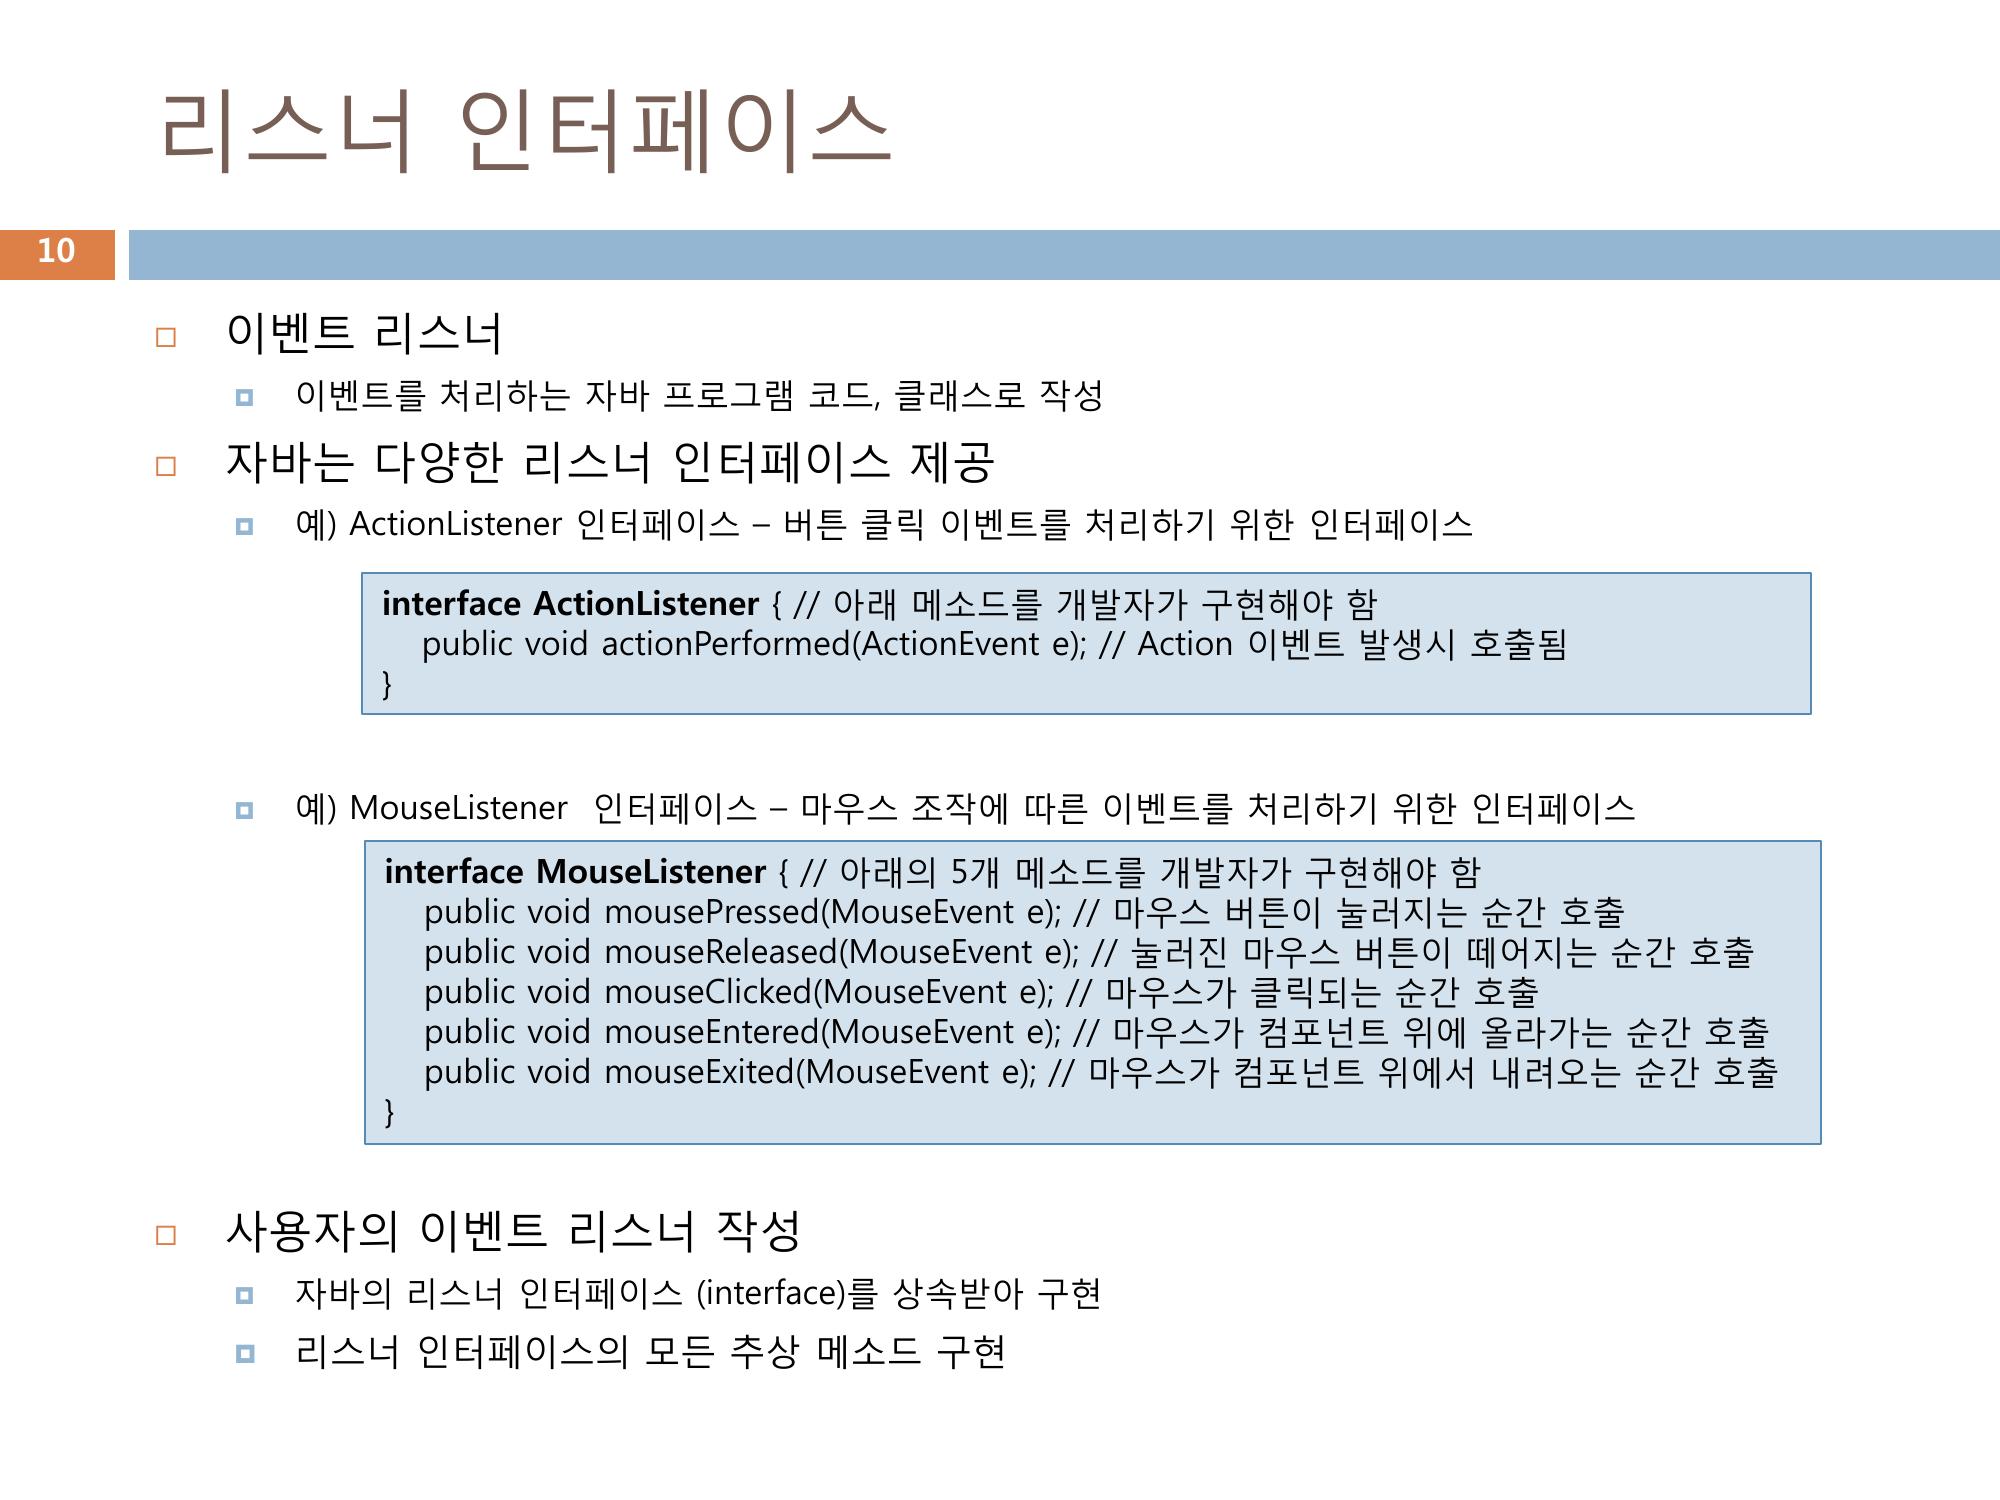 리스너 인터페이스
10
이벤트 리스너
이벤트를 처리하는 자바 프로그램 코드, 클래스로 작성
자바는 다양한 리스너 인터페이스 제공
예) ActionListener 인터페이스 – 버튼 클릭 이벤트를 처리하기 위한 인터페이스
interface ActionListener { // 아래 메소드를 개발자가 구현해야 함
public void actionPerformed(ActionEvent e); // Action 이벤트 발생시 호출됨
}
예) MouseListener 인터페이스 – 마우스 조작에 따른 이벤트를 처리하기 위한 인터페이스
interface MouseListener { // 아래의 5개 메소드를 개발자가 구현해야 함
public void mousePressed(MouseEvent e); // 마우스 버튼이 눌러지는 순간 호출
public void mouseReleased(MouseEvent e); // 눌러진 마우스 버튼이 떼어지는 순간 호출
public void mouseClicked(MouseEvent e); // 마우스가 클릭되는 순간 호출
public void mouseEntered(MouseEvent e); // 마우스가 컴포넌트 위에 올라가는 순간 호출
public void mouseExited(MouseEvent e); // 마우스가 컴포넌트 위에서 내려오는 순간 호출
}
사용자의 이벤트 리스너 작성
자바의 리스너 인터페이스 (interface)를 상속받아 구현
리스너 인터페이스의 모든 추상 메소드 구현